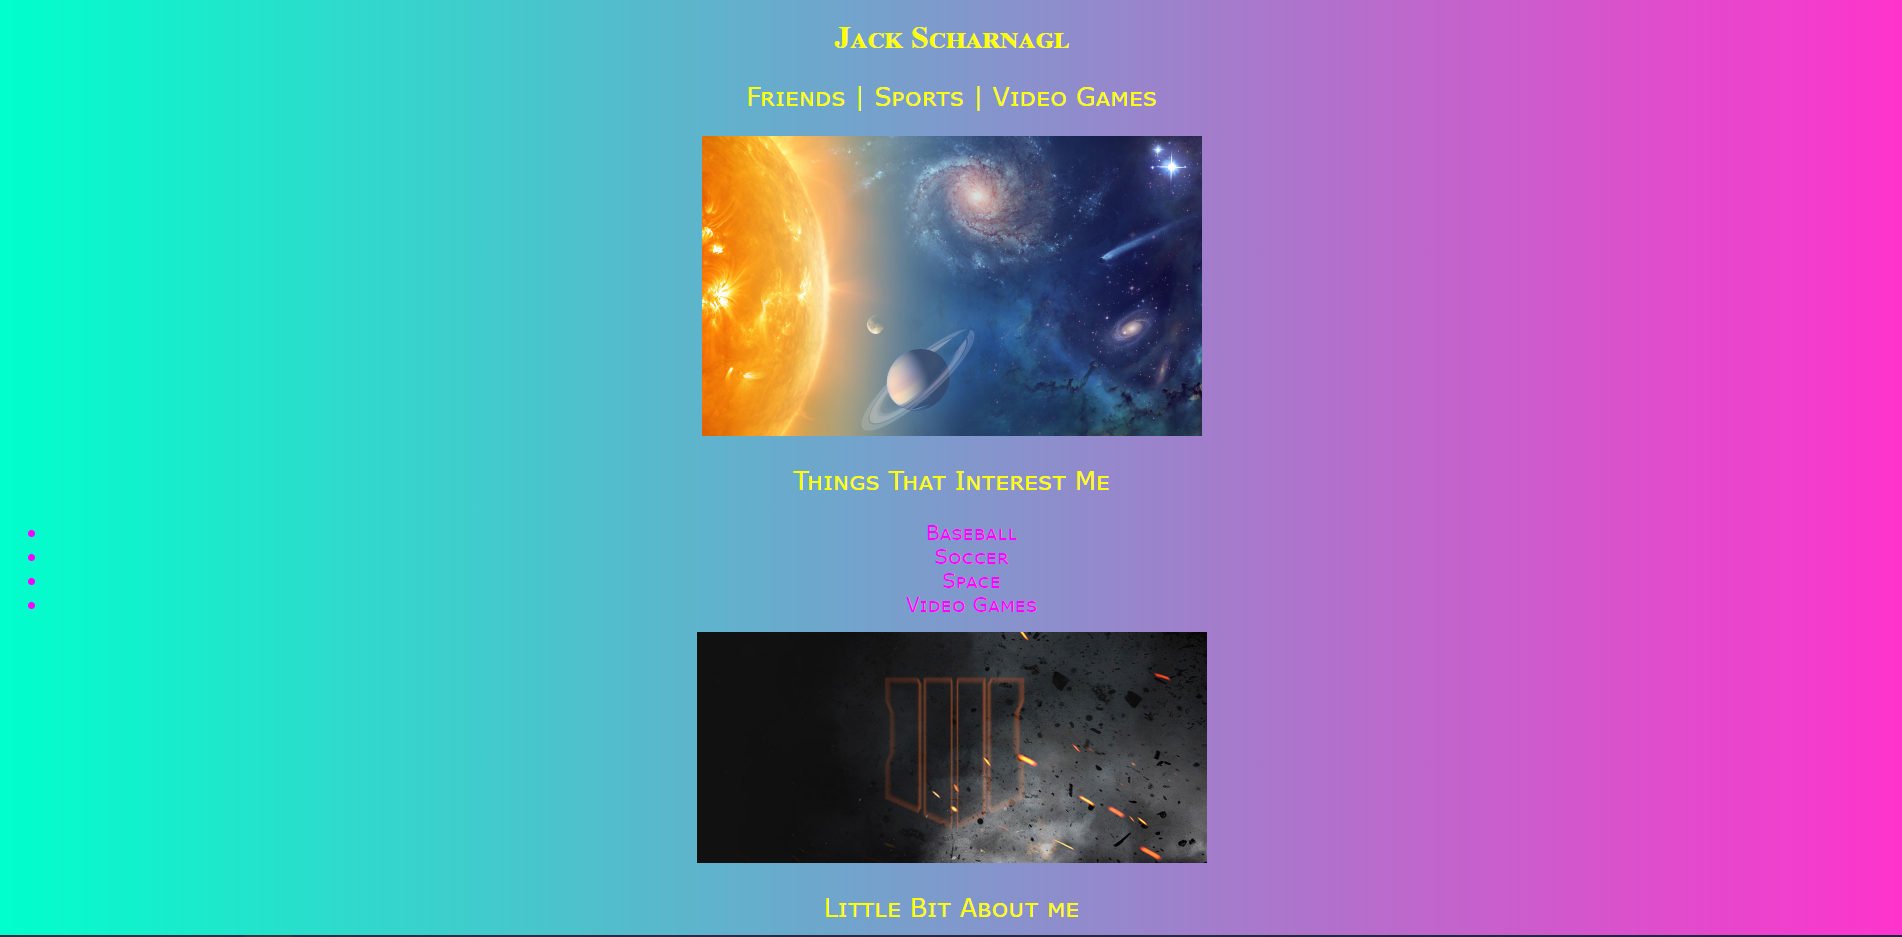 Jack Scharnagl
Friends | Sports | Video Games
Things That Interest Me
• Baseball
• Soccer
• Space
• Video Games
Little Bit About me